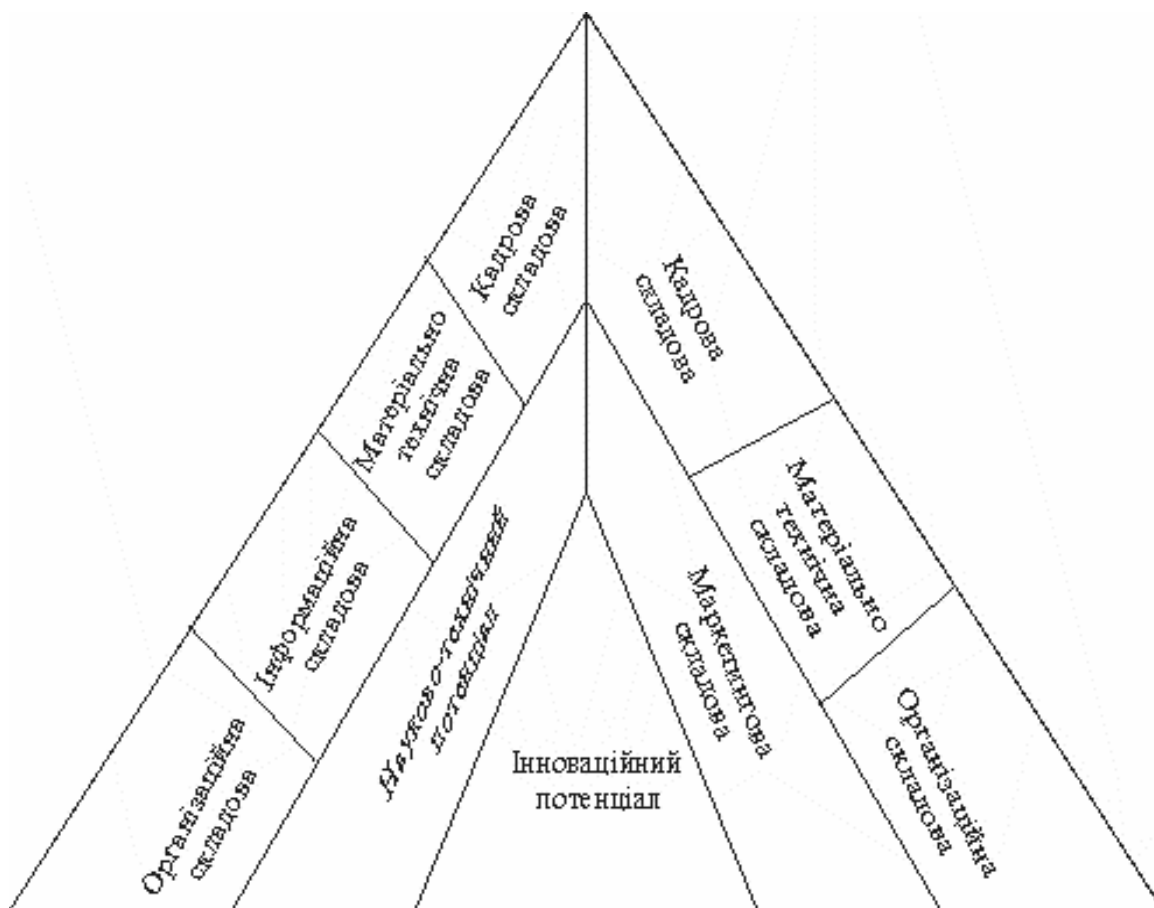 Кадрова
складова
Матеріально
технічна
складова
Інформаційна
складова
Організаційна
складова
Науково-технічний
потенціал
Інноваційний
потенціал
Кадрова
складова
Матеріально
технічна
складова
Маркетингова
складова
Організаційна
складова